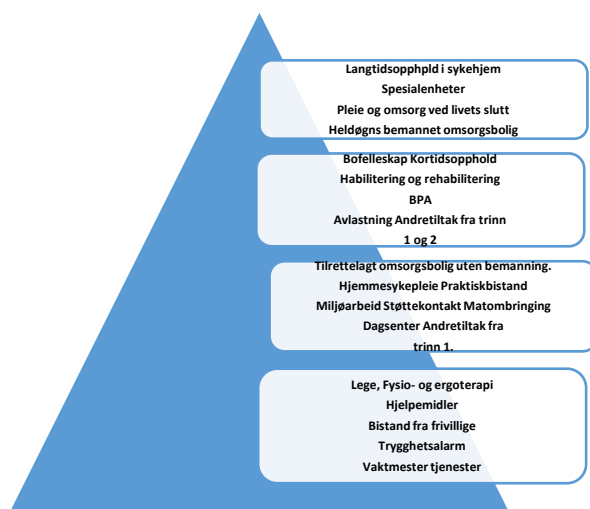 Langtidsopphpld i sykehjem
Spesialenheter
Pleie og omsorg ved livets slutt
Heldøgns bemannet omsorgsbolig
Bofelleskap Kortidsopphold
Habilitering og rehabilitering
BPA
Avlastning Andretiltak fra trinn
1 og 2
Tilrettelagt omsorgsbolig uten bemanning.
Hjemmesykepleie Praktiskbistand
Miljøarbeid Støttekontakt Matombringing
Dagsenter Andretiltak fra
trinn 1.
Lege, Fysio- og ergoterapi
Hjelpemidler
Bistand fra frivillige
Trygghetsalarm
Vaktmester tjenester